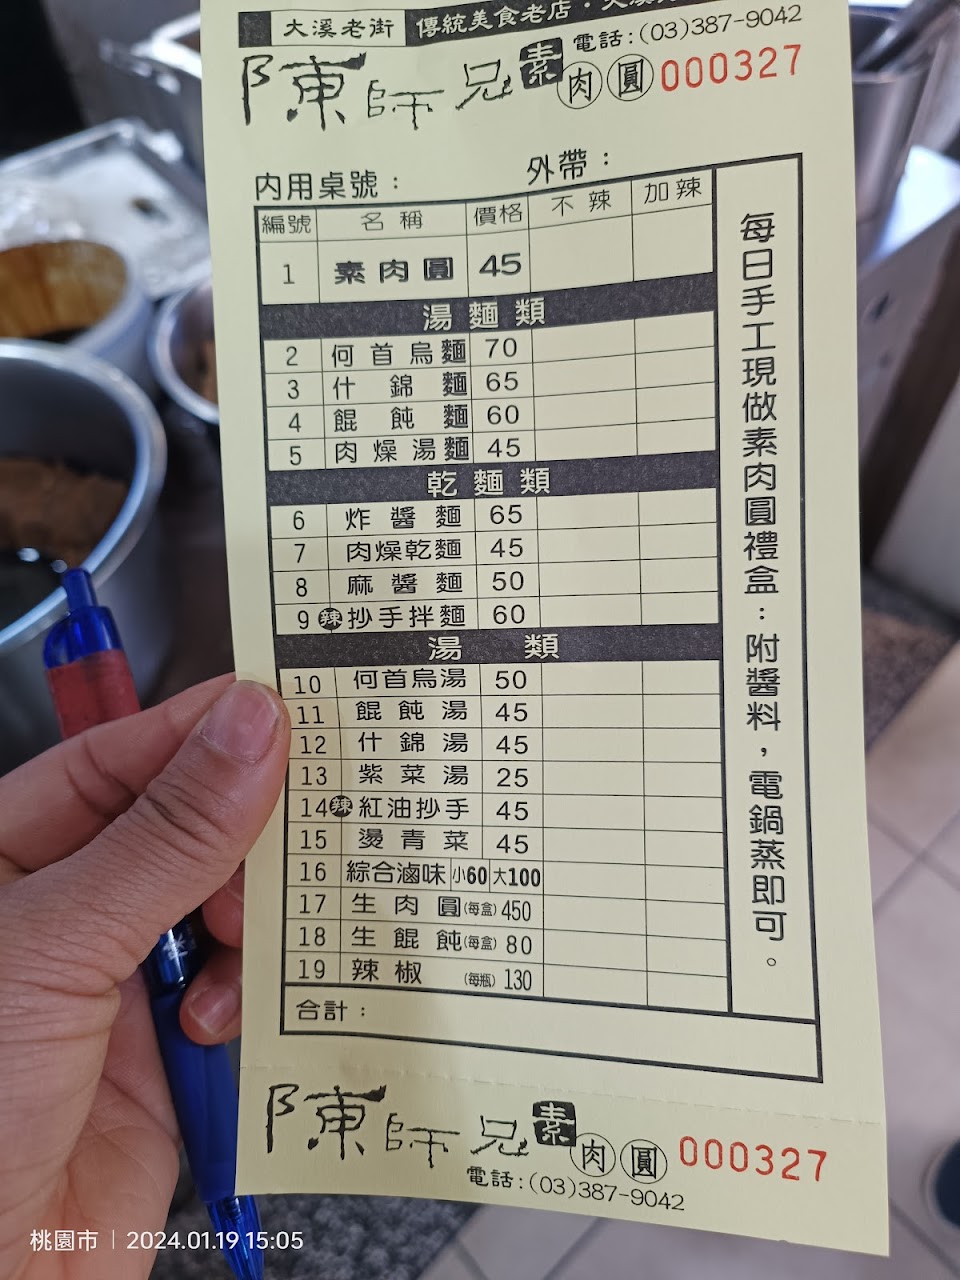 大溪老街 傳統美食老店・大溪
電話:(03)387-9042
陳師兄素肉圓 000327
內用桌號： 外帶：
編號 名稱 價格 不辣 加辣
1 素肉圓 45
湯麵類
2 何首烏麵 70
3 什錦麵 65
4 餛飩麵 60
5 肉燥湯麵 45
乾麵類
6 炸醬麵 65
7 肉燥乾麵 45
8 麻醬麵 50
9 辣 抄手拌麵 60
湯類
10 何首烏湯 50
11 餛飩湯 45
12 什錦湯 45
13 紫菜湯 25
14 辣 紅油抄手 45
15 燙青菜 45
16 綜合滷味 小60 大100
17 生肉圓(每盒) 450
18 生餛飩(每盒) 80
19 辣椒 (每瓶) 130
合計：
每日手工現做素肉圓禮盒：附醬料，電鍋蒸即可。
陳師兄素肉圓 000327
電話:(03)387-9042
桃園市｜2024.01.19 15:05